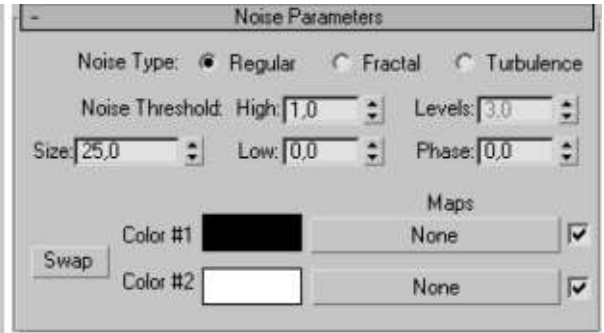 - Noise Parameters
Noise Type: Regular Fractal Turbulence
Noise Threshold: High: 1,0 Levels: 3,0
Size: 25,0 Low: 0,0 Phase: 0,0
Maps
Color #1 None
Swap
Color #2 None